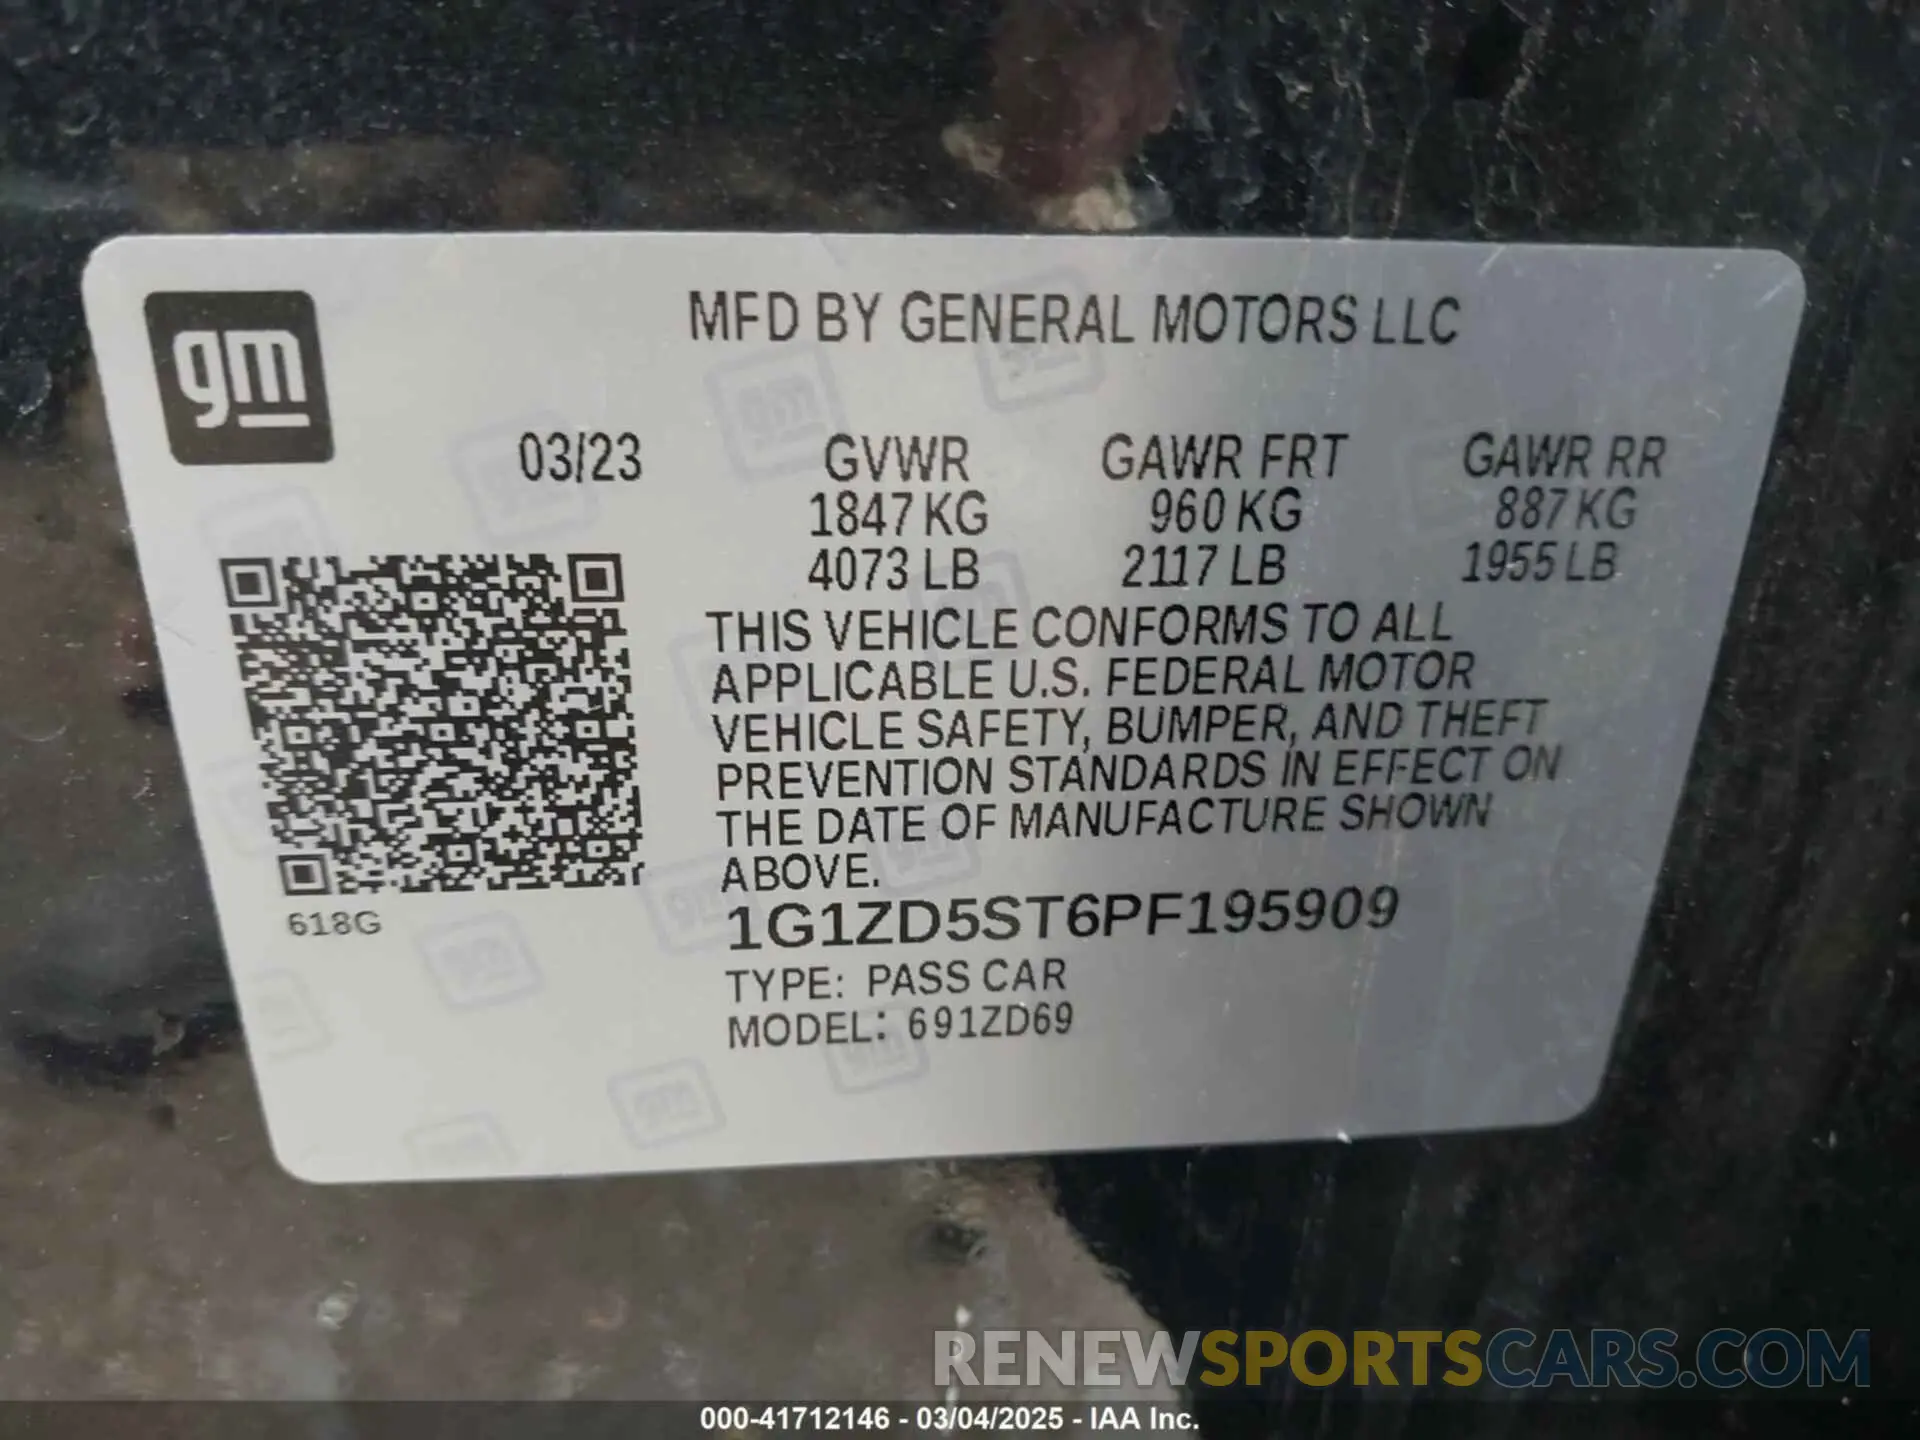 gm
MFD BY GENERAL MOTORS LLC
03/23 GVWR GAWR FRT GAWR RR
1847 KG 960 KG 887 KG
4073 LB 2117 LB 1955 LB
THIS VEHICLE CONFORMS TO ALL
APPLICABLE U.S. FEDERAL MOTOR
VEHICLE SAFETY, BUMPER, AND THEFT
PREVENTION STANDARDS IN EFFECT ON
THE DATE OF MANUFACTURE SHOWN
ABOVE.
618G
1G1ZD5ST6PF195909
TYPE: PASS CAR
MODEL: 691ZD69
RENEWSPORTSCARS.COM
000-41712146 - 03/04/2025 - IAA Inc.